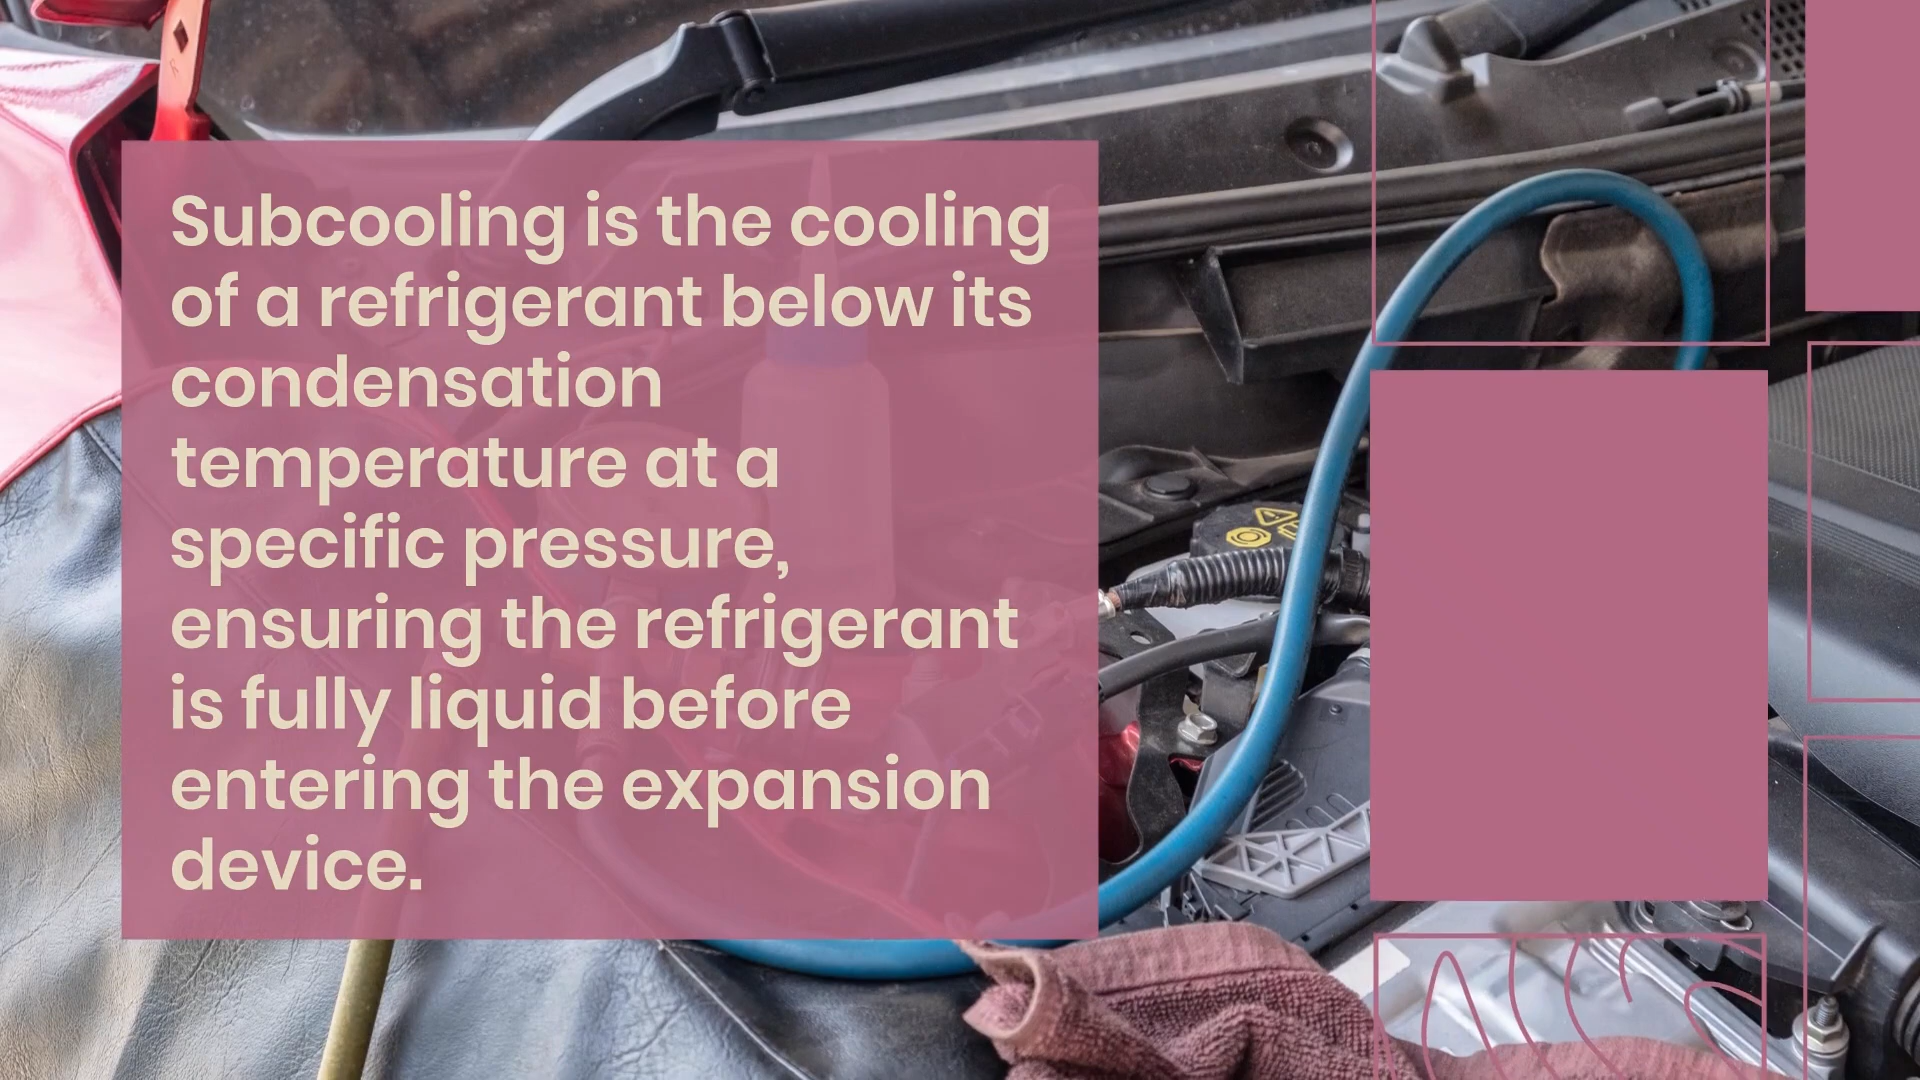 Subcooling is the cooling
of a refrigerant below its
condensation
temperature at a
specific pressure,
ensuring the refrigerant
is fully liquid before
entering the expansion
device.